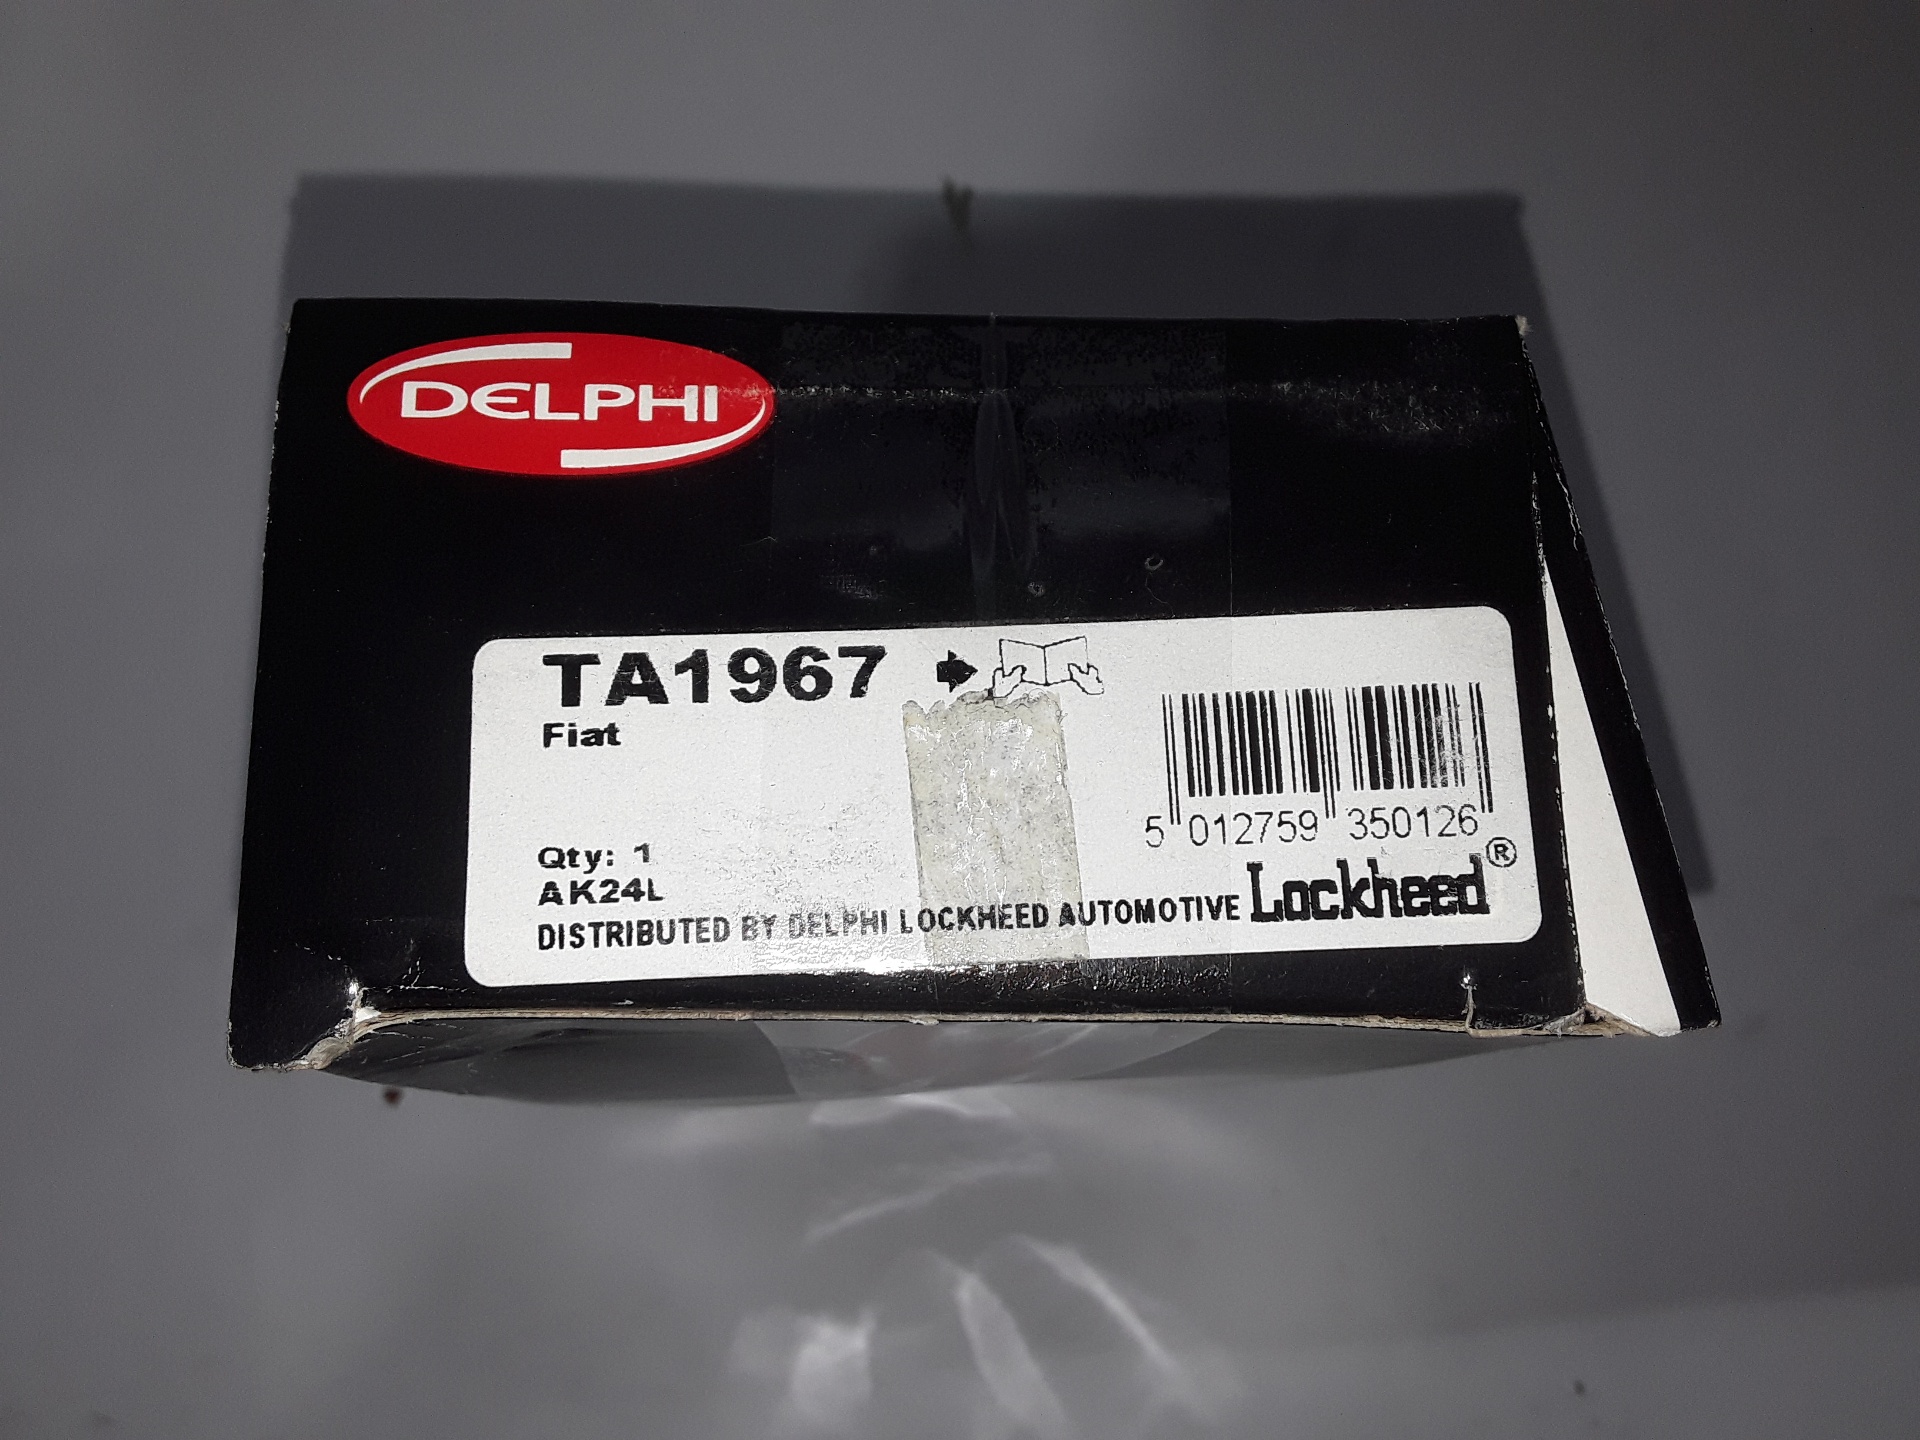 DELPHI
TA1967
Fiat
5 012759 350126
Qty: 1
AK24L
DISTRIBUTED BY DELPHI LOCKHEED AUTOMOTIVE Lockheed®